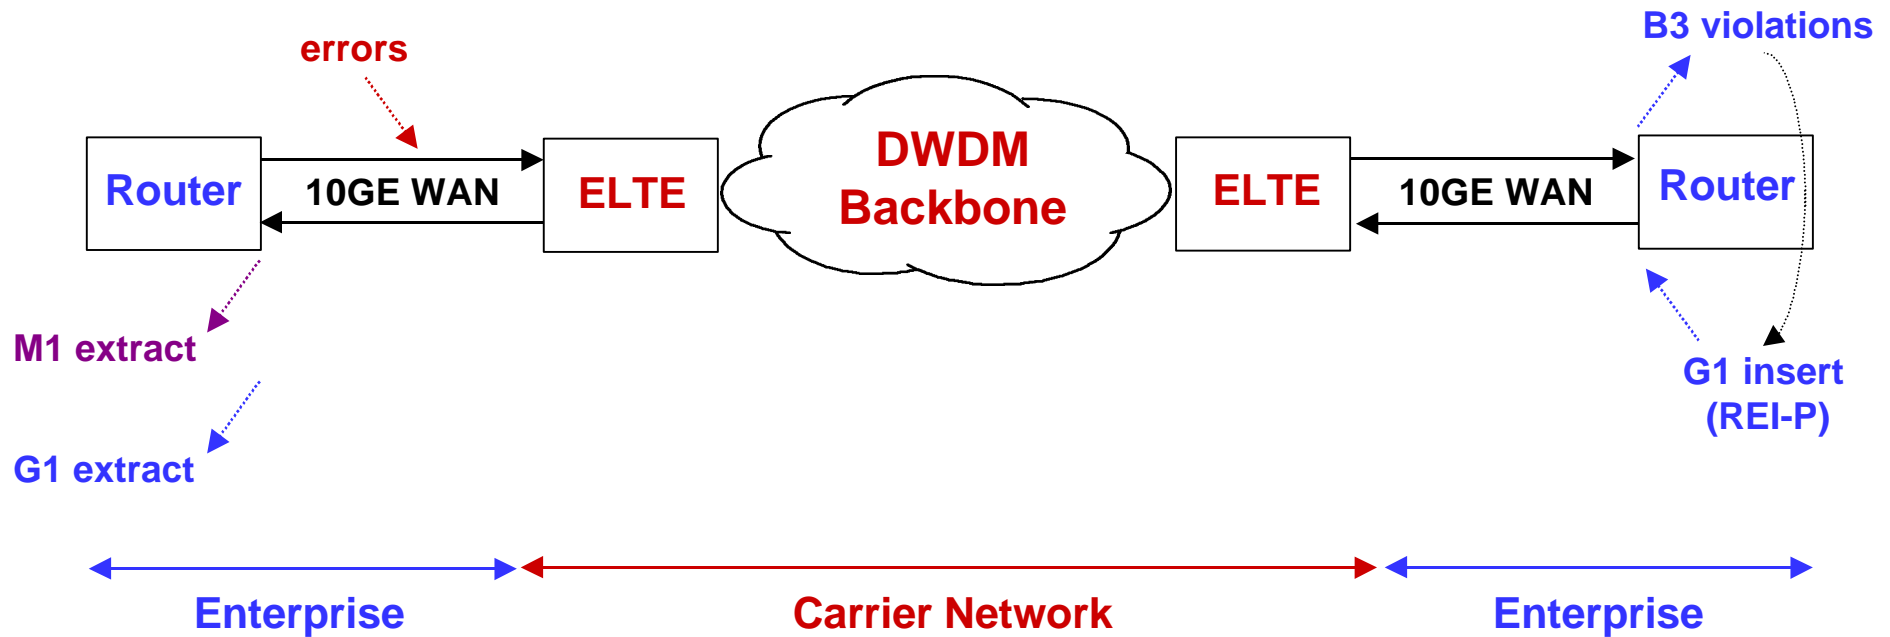 B3 violations
errors
Router
10GE WAN
ELTE
DWDM
Backbone
ELTE
10GE WAN
Router
M1 extract
G1 extract
G1 insert
(REI-P)
Enterprise
Carrier Network
Enterprise